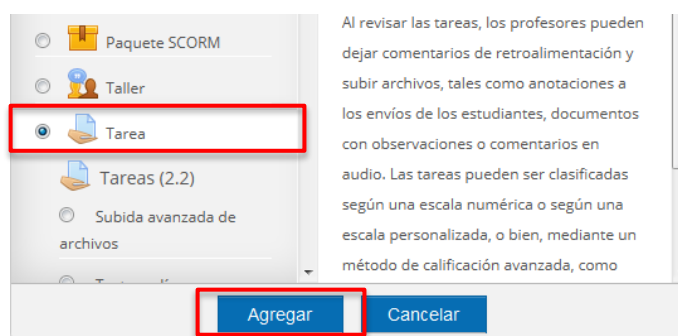 Paquete SCORM
Taller
Tarea
Tareas (2.2)
Subida avanzada de
archivos
Al revisar las tareas, los profesores pueden
dejar comentarios de retroalimentación y
subir archivos, tales como anotaciones a
los envíos de los estudiantes, documentos
con observaciones o comentarios en
audio. Las tareas pueden ser clasificadas
según una escala numérica o según una
escala personalizada, o bien, mediante un
método de calificación avanzada, como
Agregar
Cancelar